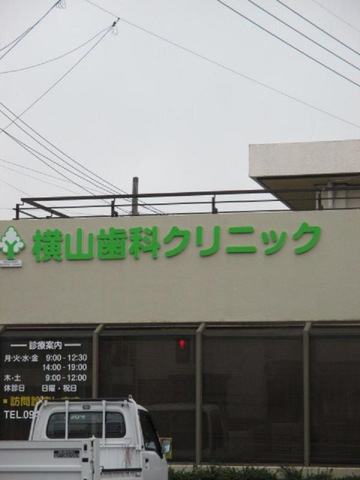 横山歯科クリニック
診療案内
月・火・水・金 9:00 - 12:30
14:00 - 19:00
木・土 9:00 - 12:00
休診日 日曜・祝日
訪問
TEL.09